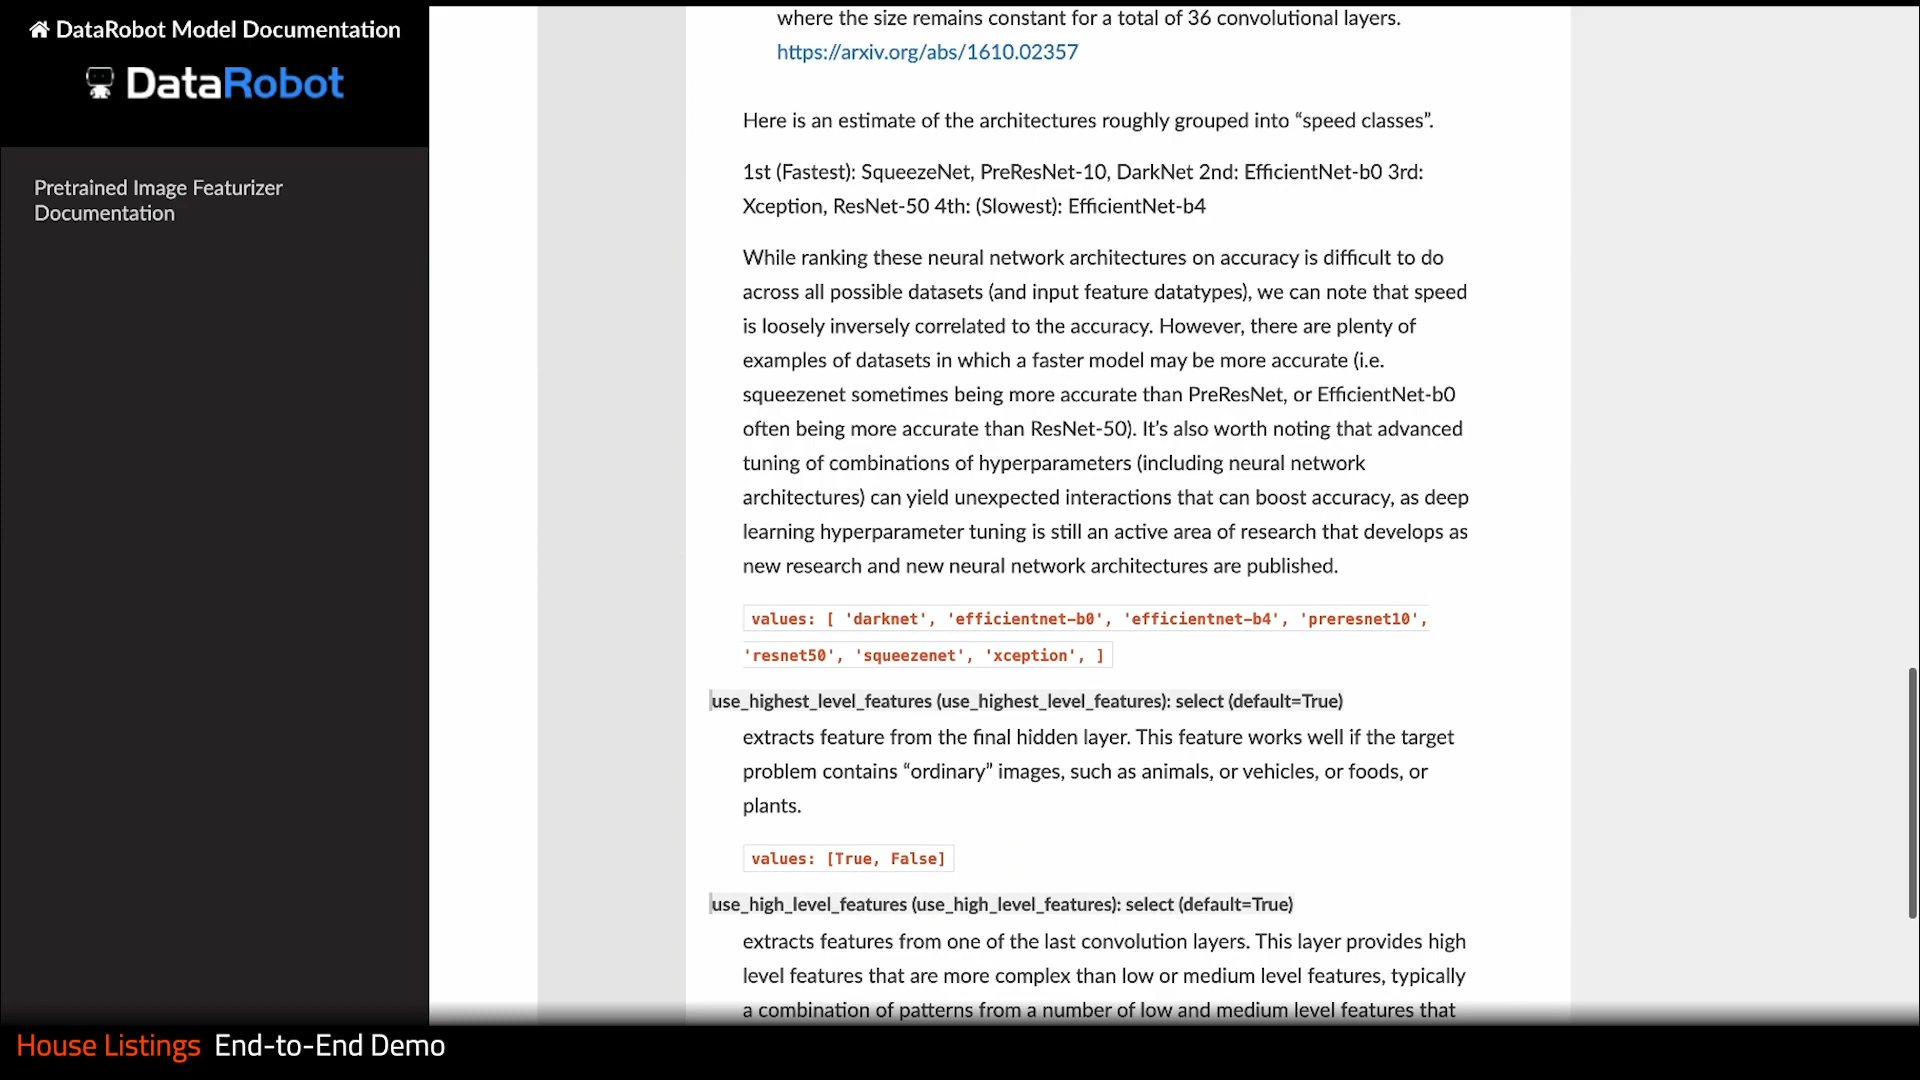 DataRobot Model Documentation
DataRobot
Pretrained Image Featurizer
Documentation
where the size remains constant for a total of 36 convolutional layers.
https://arxiv.org/abs/1610.02357
Here is an estimate of the architectures roughly grouped into “speed classes”.
1st (Fastest): SqueezeNet, PreResNet-10, DarkNet 2nd: EfficientNet-b0 3rd:
Xception, ResNet-50 4th: (Slowest): EfficientNet-b4
While ranking these neural network architectures on accuracy is difficult to do
across all possible datasets (and input feature datatypes), we can note that speed
is loosely inversely correlated to the accuracy. However, there are plenty of
examples of datasets in which a faster model may be more accurate (i.e.
squeezenet sometimes being more accurate than PreResNet, or EfficientNet-b0
often being more accurate than ResNet-50). It’s also worth noting that advanced
tuning of combinations of hyperparameters (including neural network
architectures) can yield unexpected interactions that can boost accuracy, as deep
learning hyperparameter tuning is still an active area of research that develops as
new research and new neural network architectures are published.
values: [ 'darknet', 'efficientnet-b0', 'efficientnet-b4', 'preresnet10',
'resnet50', 'squeezenet', 'xception', ]
use_highest_level_features (use_highest_level_features): select (default=True)
extracts feature from the final hidden layer. This feature works well if the target
problem contains “ordinary” images, such as animals, or vehicles, or foods, or
plants.
values: [True, False]
use_high_level_features (use_high_level_features): select (default=True)
extracts features from one of the last convolution layers. This layer provides high
level features that are more complex than low or medium level features, typically
a combination of patterns from a number of low and medium level features that
House Listings End-to-End Demo